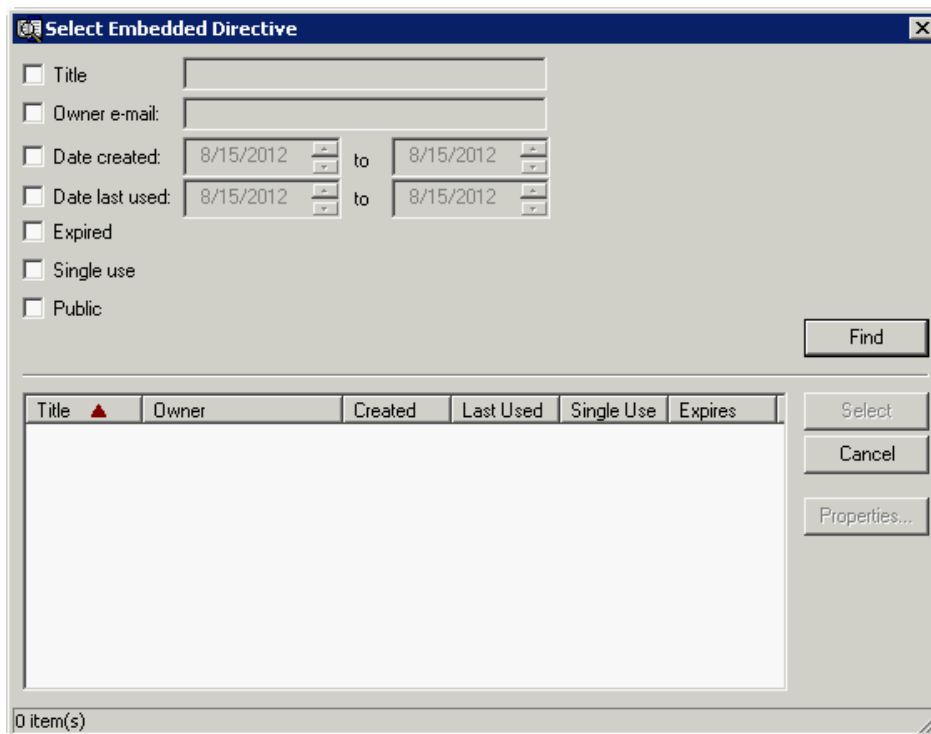 Select Embedded Directive
Title
Owner e-mail:
Date created: 8/15/2012 to 8/15/2012
Date last used: 8/15/2012 to 8/15/2012
Expired
Single use
Public
Find
Title Owner Created Last Used Single Use Expires
Select
Cancel
Properties...
0 item(s)